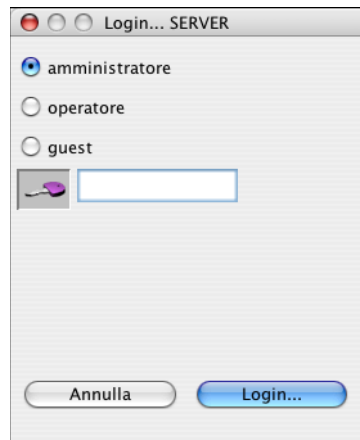 Login... SERVER
amministratore
operatore
guest
Annulla Login...